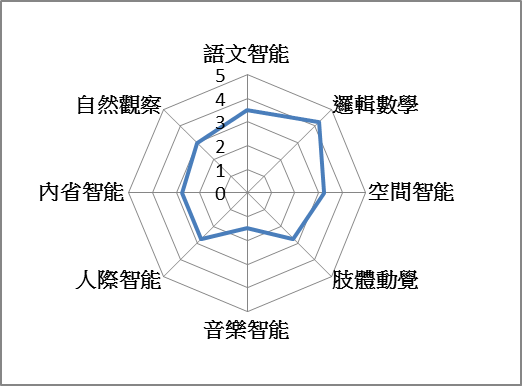 語文智能
5
4
3
2
1
0
邏輯數學
空間智能
肢體動覺
音樂智能
人際智能
內省智能
自然觀察